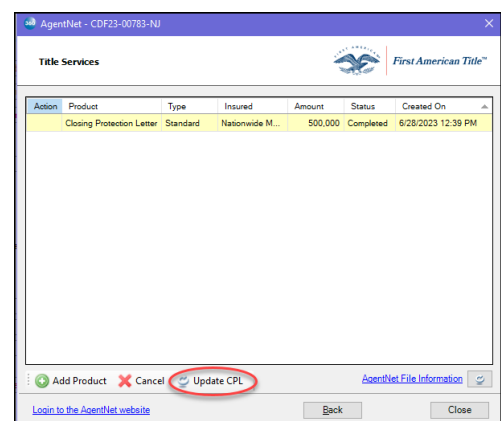 360 AgentNet - CDF23-00783-NJ
Title Services
First American Title™
Action Product Type Insured Amount Status Created On
Closing Protection Letter Standard Nationwide M... 500,000 Completed 6/28/2023 12:39 PM
Add Product Cancel Update CPL AgentNet File Information
Login to the AgentNet website Back Close